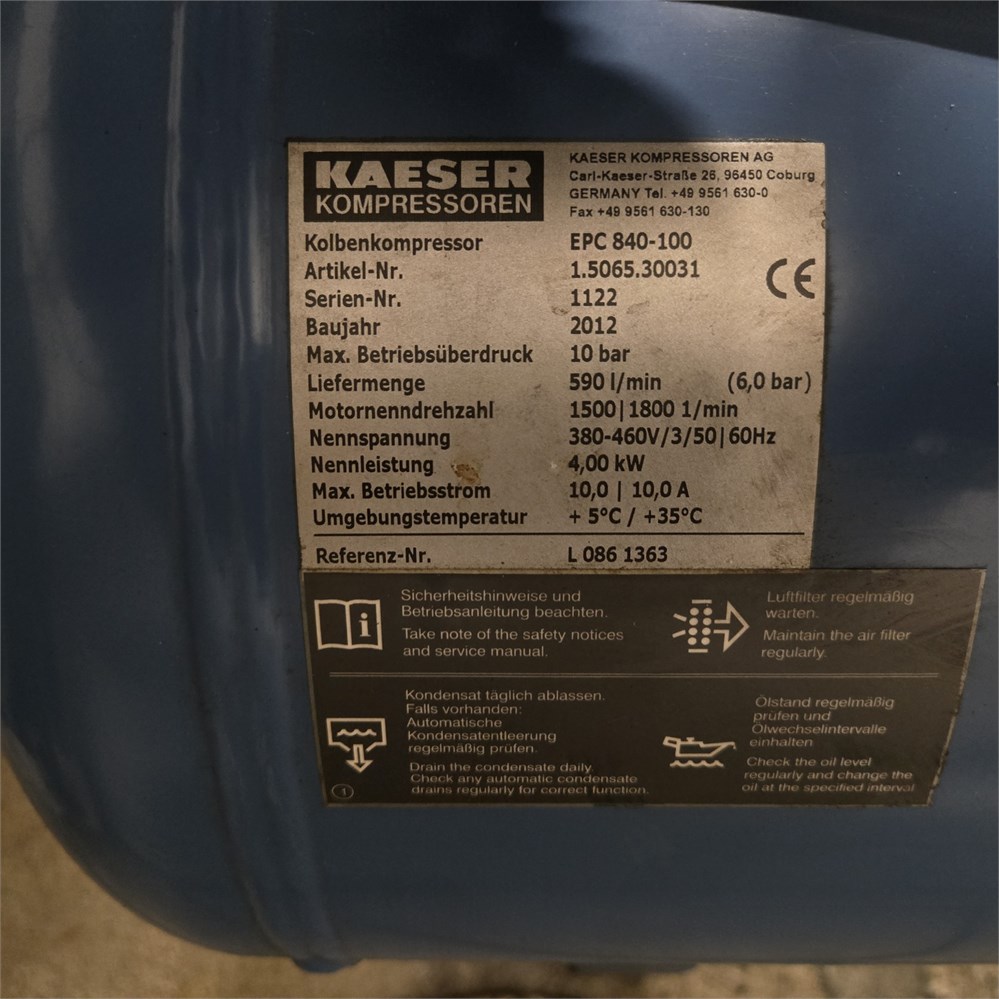 KAESER
KOMPRESSOREN
KAESER KOMPRESSOREN AG
Carl-Kaeser-Straße 26, 96450 Coburg
GERMANY Tel. +49 9561 630-0
Fax +49 9561 630-130
Kolbenkompressor EPC 840-100
Artikel-Nr. 1.5065.30031
CE
Serien-Nr. 1122
Baujahr 2012
Max. Betriebsüberdruck 10 bar
Liefermenge 590 l/min (6,0 bar)
Motornenndrehzahl 1500|1800 1/min
Nennspannung 380-460V/3/50|60Hz
Nennleistung 4,00 kW
Max. Betriebsstrom 10,0 | 10,0 A
Umgebungstemperatur + 5°C / +35°C
Referenz-Nr. L 086 1363
Sicherheitshinweise und
Betriebsanleitung beachten.
Take note of the safety notices
and service manual.
Luftfilter regelmäßig
warten.
Maintain the air filter
regularly.
Kondensat täglich ablassen.
Falls vorhanden:
Automatische
Kondensatentleerung
regelmäßig prüfen.
Drain the condensate daily.
Check any automatic condensate
drains regularly for correct function.
Ölstand regelmäßig
prüfen und
Ölwechselintervalle
einhalten
Check the oil level
regularly and change the
oil at the specified interval
1